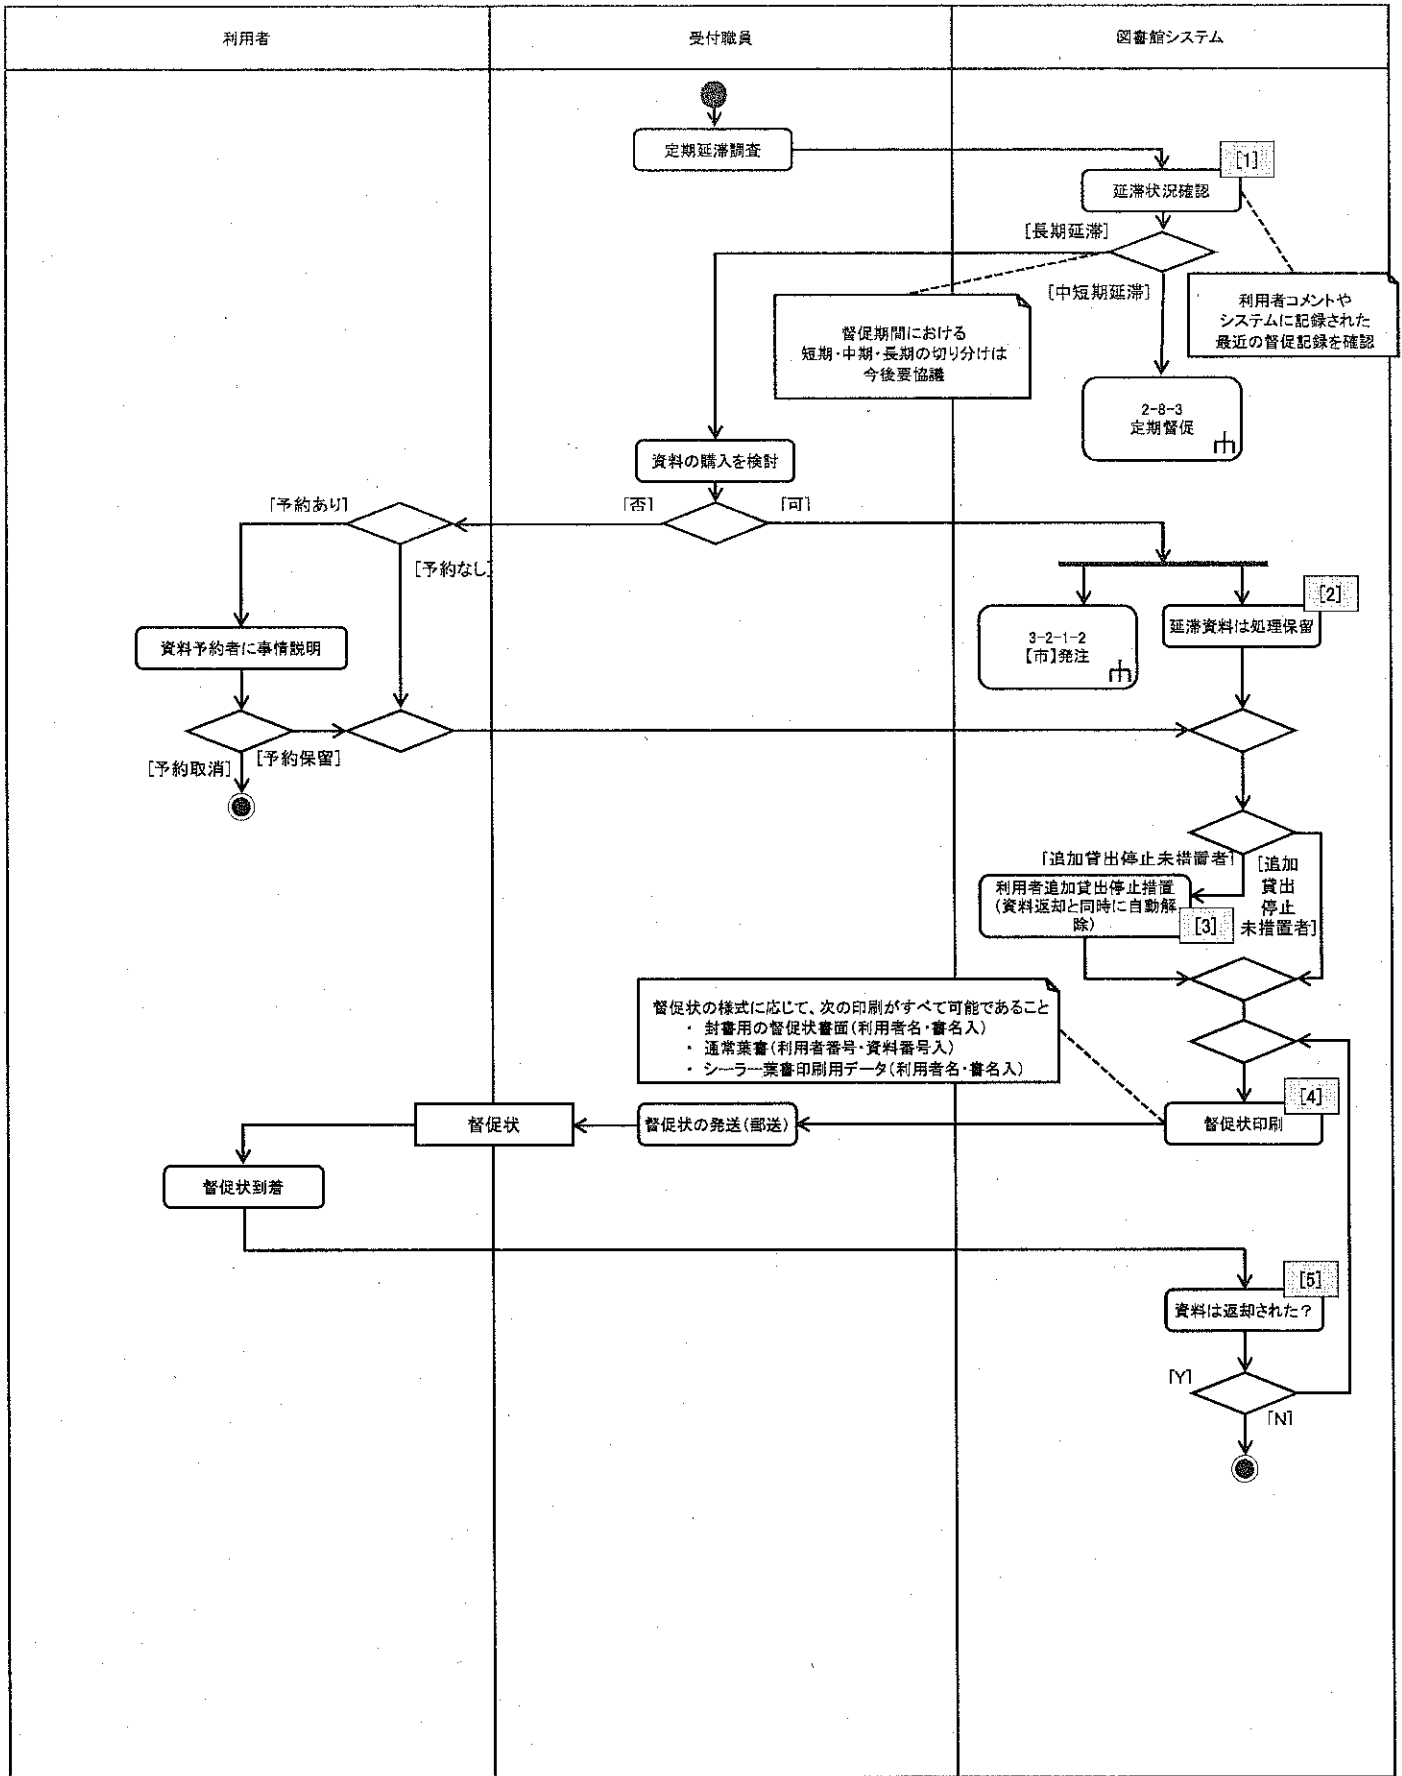 利用者
受付職員
図書館システム
定期延滞調査
[1]
延滞状況確認
[長期延滞]
[中短期延滞]
利用者コメントや
システムに記録された
最近の督促記録を確認
督促期間における
短期・中期・長期の切り分けは
今後要協議
2-8-3
定期督促
資料の購入を検討
[予約あり]
[否]
[可]
[予約なし]
[2]
資料予約者に事情説明
3-2-1-2
【市】発注
延滞資料は処理保留
[予約取消]
[予約保留]
[追加貸出停止未措置者]
[追加
貸出
停止
未措置者]
利用者追加貸出停止措置
(資料返却と同時に自動解
除)
[3]
督促状の様式に応じて、次の印刷がすべて可能であること
・ 封書用の督促状書面(利用者名・書名入)
・ 通常葉書(利用者番号・資料番号入)
・ シーラー葉書印刷用データ(利用者名・書名入)
[4]
督促状
督促状の発送(郵送)
督促状印刷
督促状到着
[5]
資料は返却された?
[Y]
[N]